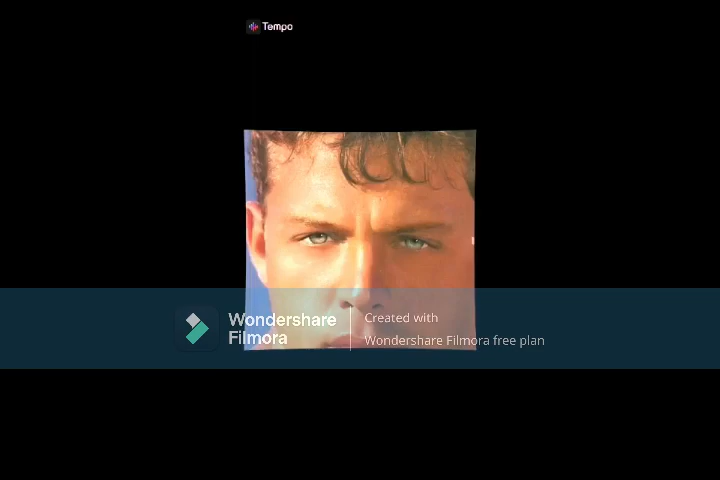 Tempo
Wondershare
Filmora
Created with
Wondershare Filmora free plan